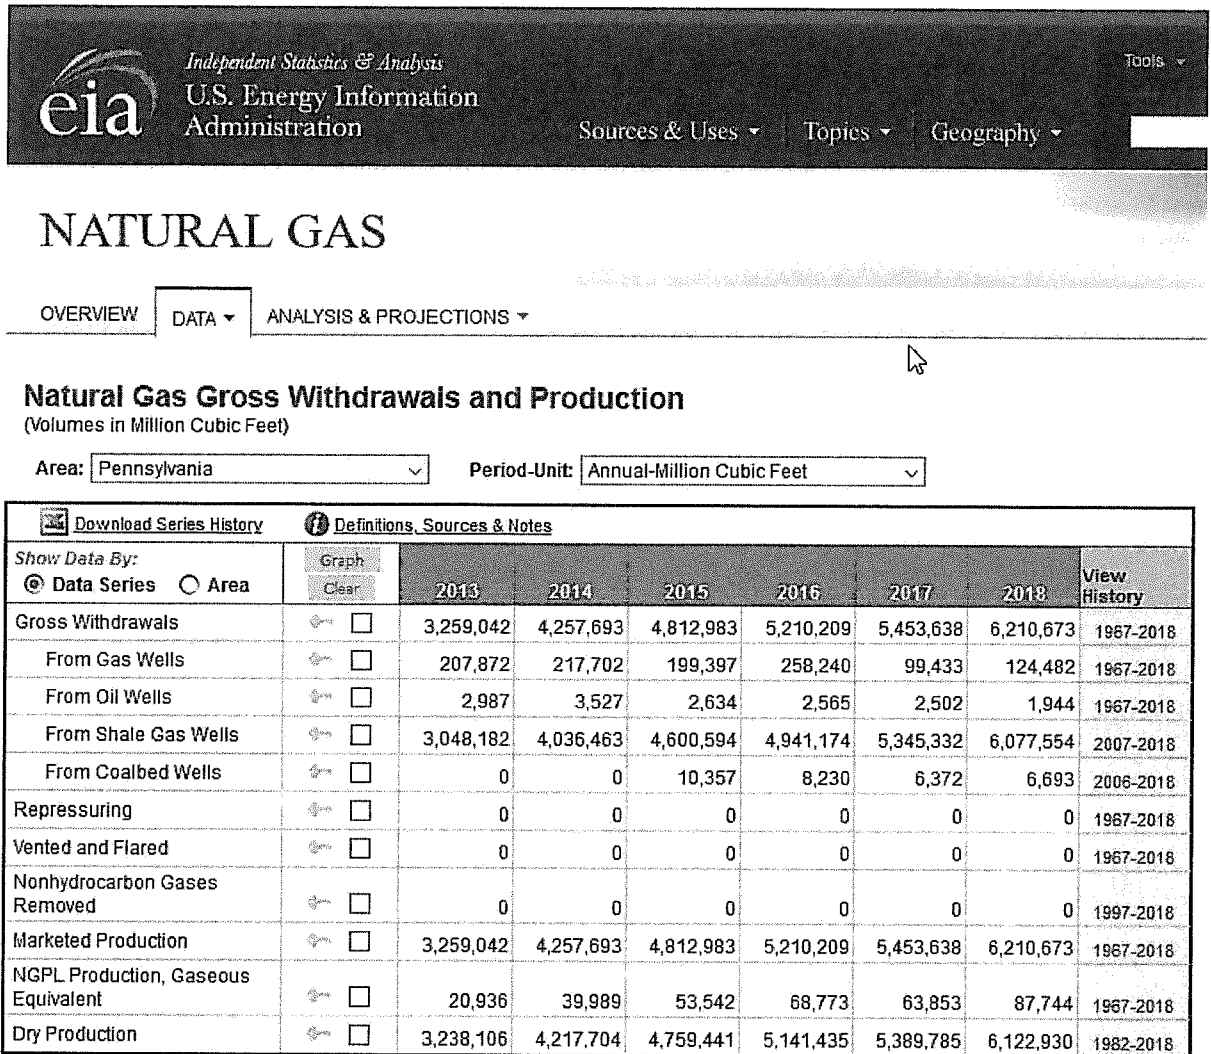 Independent Statistics & Analysis
eia
U.S. Energy Information
Administration
Tools
Sources & Uses
Topics
Geography
NATURAL GAS
OVERVIEW DATA ANALYSIS & PROJECTIONS
Natural Gas Gross Withdrawals and Production
(Volumes in Million Cubic Feet)
Area: Pennsylvania Period-Unit: Annual-Million Cubic Feet
Download Series History Definitions, Sources & Notes
Show Data By:
Data Series Area
Graph
Clear
2013 2014 2015 2016 2017 2018
View
History
Gross Withdrawals 3,259,042 4,257,693 4,812,983 5,210,209 5,453,638 6,210,673 1967-2018
From Gas Wells 207,872 217,702 199,397 258,240 99,433 124,482 1967-2018
From Oil Wells 2,987 3,527 2,634 2,565 2,502 1,944 1967-2018
From Shale Gas Wells 3,048,182 4,036,463 4,600,594 4,941,174 5,345,332 6,077,554 2007-2018
From Coalbed Wells 0 0 10,357 8,230 6,372 6,693 2006-2018
Repressuring 0 0 0 0 0 0 1967-2018
Vented and Flared 0 0 0 0 0 0 1967-2018
Nonhydrocarbon Gases
Removed 0 0 0 0 0 0 1997-2018
Marketed Production 3,259,042 4,257,693 4,812,983 5,210,209 5,453,638 6,210,673 1967-2018
NGPL Production, Gaseous
Equivalent 20,936 39,989 53,542 68,773 63,853 87,744 1967-2018
Dry Production 3,238,106 4,217,704 4,759,441 5,141,435 5,389,785 6,122,930 1982-2018